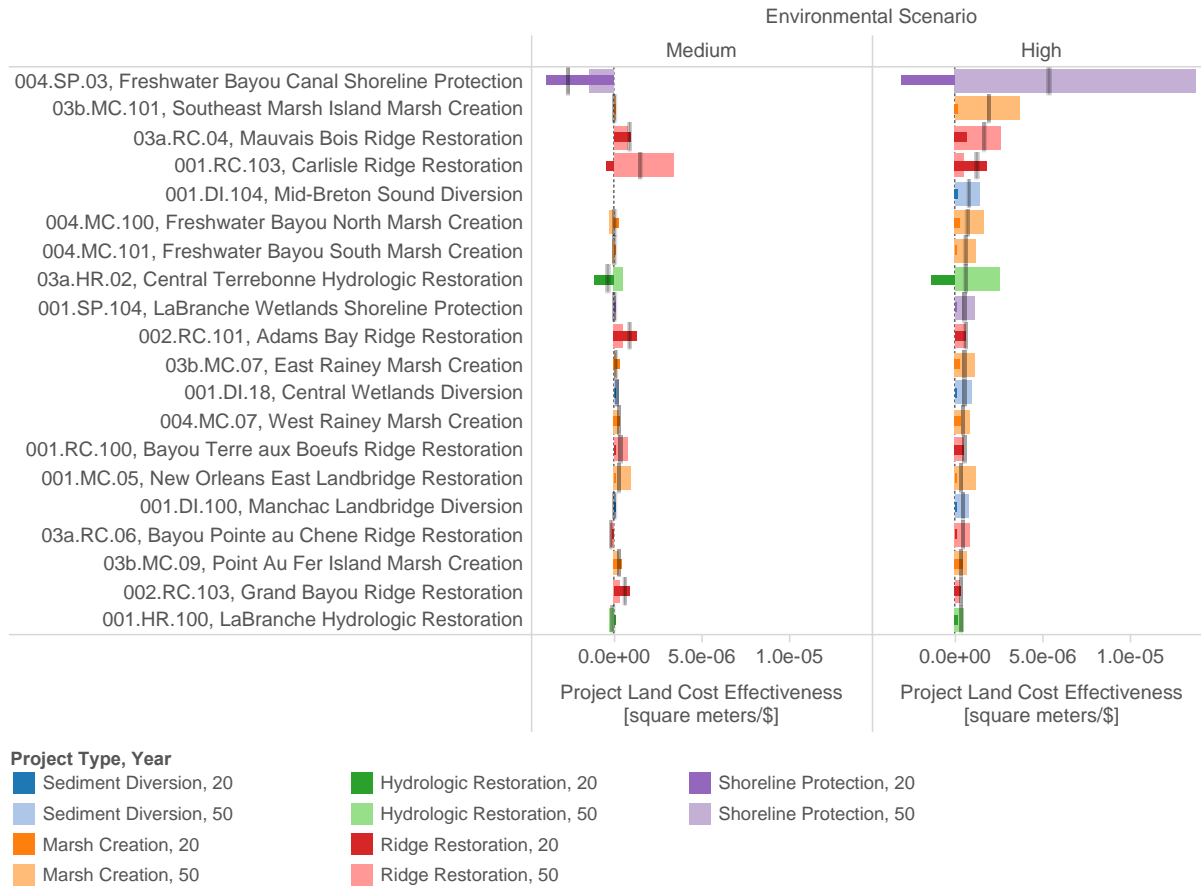 Environmental Scenario
Medium
High
004.SP.03, Freshwater Bayou Canal Shoreline Protection
03b.MC.101, Southeast Marsh Island Marsh Creation
03a.RC.04, Mauvais Bois Ridge Restoration
001.RC.103, Carlisle Ridge Restoration
001.DI.104, Mid-Breton Sound Diversion
004.MC.100, Freshwater Bayou North Marsh Creation
004.MC.101, Freshwater Bayou South Marsh Creation
03a.HR.02, Central Terrebonne Hydrologic Restoration
001.SP.104, LaBranche Wetlands Shoreline Protection
002.RC.101, Adams Bay Ridge Restoration
03b.MC.07, East Rainey Marsh Creation
001.DI.18, Central Wetlands Diversion
004.MC.07, West Rainey Marsh Creation
001.RC.100, Bayou Terre aux Boeufs Ridge Restoration
001.MC.05, New Orleans East Landbridge Restoration
001.DI.100, Manchac Landbridge Diversion
03a.RC.06, Bayou Pointe au Chene Ridge Restoration
03b.MC.09, Point Au Fer Island Marsh Creation
002.RC.103, Grand Bayou Ridge Restoration
001.HR.100, LaBranche Hydrologic Restoration
0.0e+00 5.0e-06 1.0e-05
0.0e+00 5.0e-06 1.0e-05
Project Land Cost Effectiveness
[square meters/$]
Project Land Cost Effectiveness
[square meters/$]
Project Type, Year
Sediment Diversion, 20
Sediment Diversion, 50
Marsh Creation, 20
Marsh Creation, 50
Hydrologic Restoration, 20
Hydrologic Restoration, 50
Ridge Restoration, 20
Ridge Restoration, 50
Shoreline Protection, 20
Shoreline Protection, 50